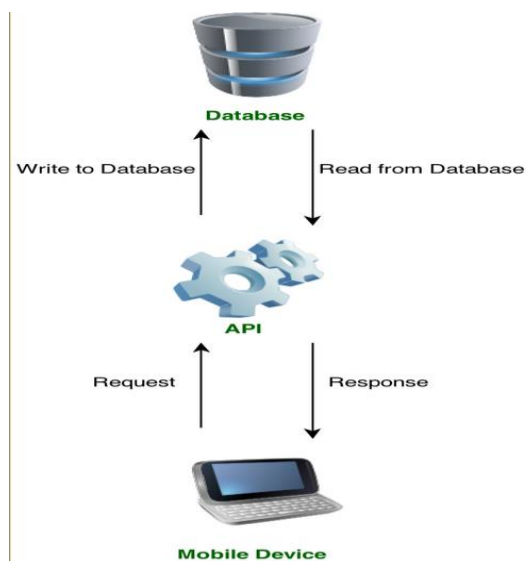 Database
Write to Database
Read from Database
API
Request
Response
Mobile Device